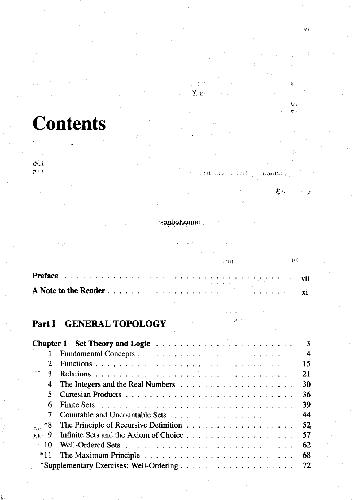 Contents
Preface . . . . . . . . . . . . . . . . . . . . . . . . . . . . . . vii
A Note to the Reader . . . . . . . . . . . . . . . . . . . . . . . . xi
Part I GENERAL TOPOLOGY
Chapter 1 Set Theory and Logic . . . . . . . . . . . . . . . . . . 3
1 Fundamental Concepts . . . . . . . . . . . . . . . . . . . . . 4
2 Functions . . . . . . . . . . . . . . . . . . . . . . . . . . . 15
3 Relations . . . . . . . . . . . . . . . . . . . . . . . . . . . 21
4 The Integers and the Real Numbers . . . . . . . . . . . . . . . 30
5 Cartesian Products . . . . . . . . . . . . . . . . . . . . . . 36
6 Finite Sets . . . . . . . . . . . . . . . . . . . . . . . . . . 39
7 Countable and Uncountable Sets . . . . . . . . . . . . . . . . 44
*8 The Principle of Recursive Definition . . . . . . . . . . . . . 52
9 Infinite Sets and the Axiom of Choice . . . . . . . . . . . . . 57
10 Well-Ordered Sets . . . . . . . . . . . . . . . . . . . . . . . 62
*11 The Maximum Principle . . . . . . . . . . . . . . . . . . . . . 68
*Supplementary Exercises: Well-Ordering . . . . . . . . . . . . . . 72